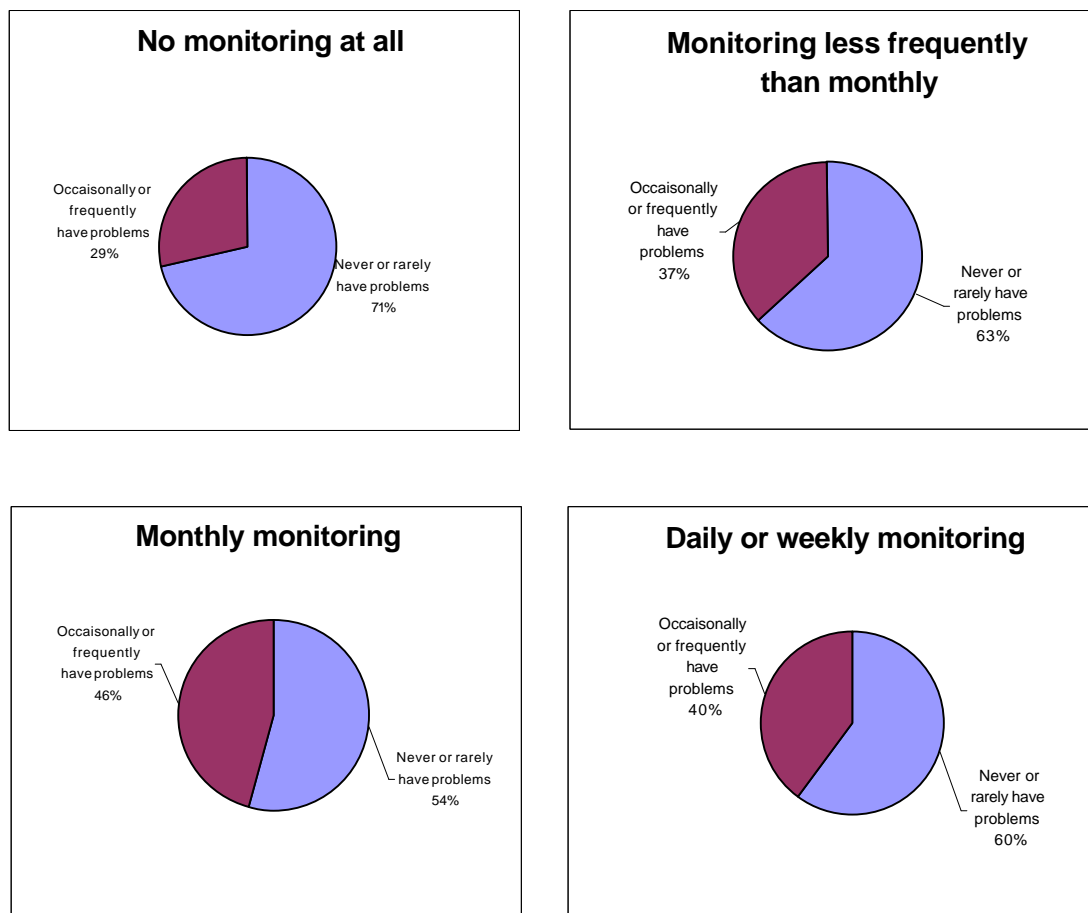 No monitoring at all
Occaisonally or
frequently
have problems
29%
Never or rarely
have problems
71%
Monitoring less frequently
than monthly
Occaisonally
or frequently
have
problems
37%
Never or
rarely have
problems
63%
Monthly monitoring
Occaisonally or
frequently
have problems
46%
Never or rarely
have problems
54%
Daily or weekly monitoring
Occaisonally
or frequently
have
problems
40%
Never or
rarely have
problems
60%